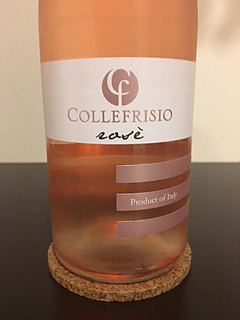 CF
COLLEFRISIO
rosè
Product of Italy